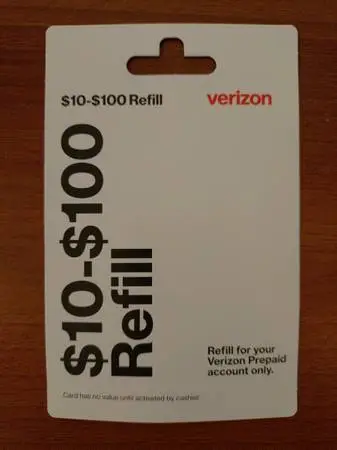 $10-$100 Refill
verizon
$10-$100
Refill
Refill for your
Verizon Prepaid
account only.
Card has no value until activated by cashier.